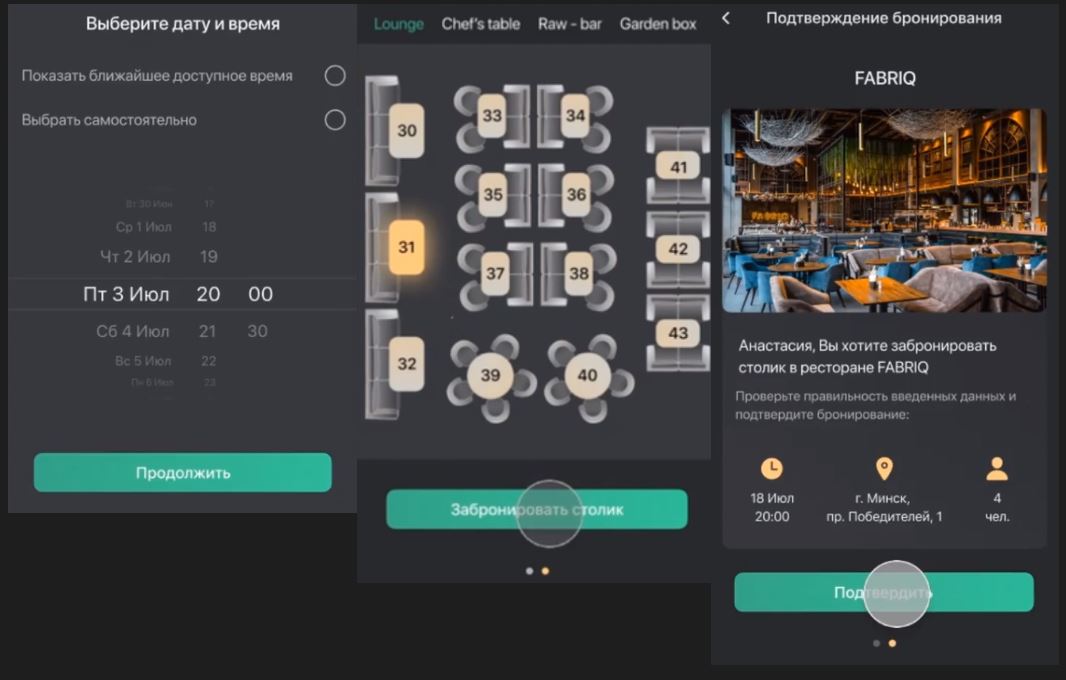 Выберите дату и время
Показать ближайшее доступное время
Выбрать самостоятельно
Вт 30 Июн 17
Ср 1 Июл 18
Чт 2 Июл 19
Пт 3 Июл 20 00
Сб 4 Июл 21 30
Вс 5 Июл 22
Пн 6 Июл 23
Продолжить
Lounge Chef's table Raw - bar Garden box
30
33
34
31
35
36
37
38
32
39
40
41
42
43
Забронировать столик
Подтверждение бронирования
FABRIQ
FABRIQ
Анастасия, Вы хотите забронировать
столик в ресторане FABRIQ
Проверьте правильность введенных данных и
подтвердите бронирование:
18 Июл
20:00
г. Минск,
пр. Победителей, 1
4
чел.
Подтвердить